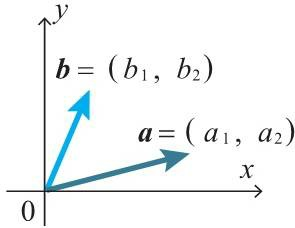 y
b = (b₁, b₂)
a = (a₁, a₂)
x
0